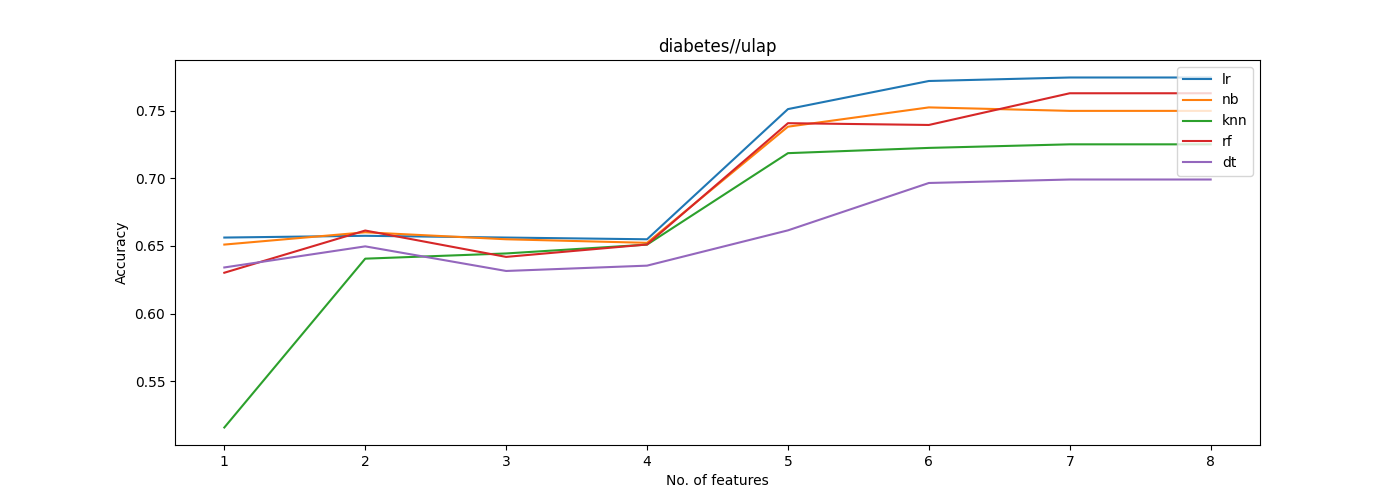 diabetes//ulap
Accuracy
0.75
0.70
0.65
0.60
0.55
1 2 3 4 5 6 7 8
No. of features
lr
nb
knn
rf
dt